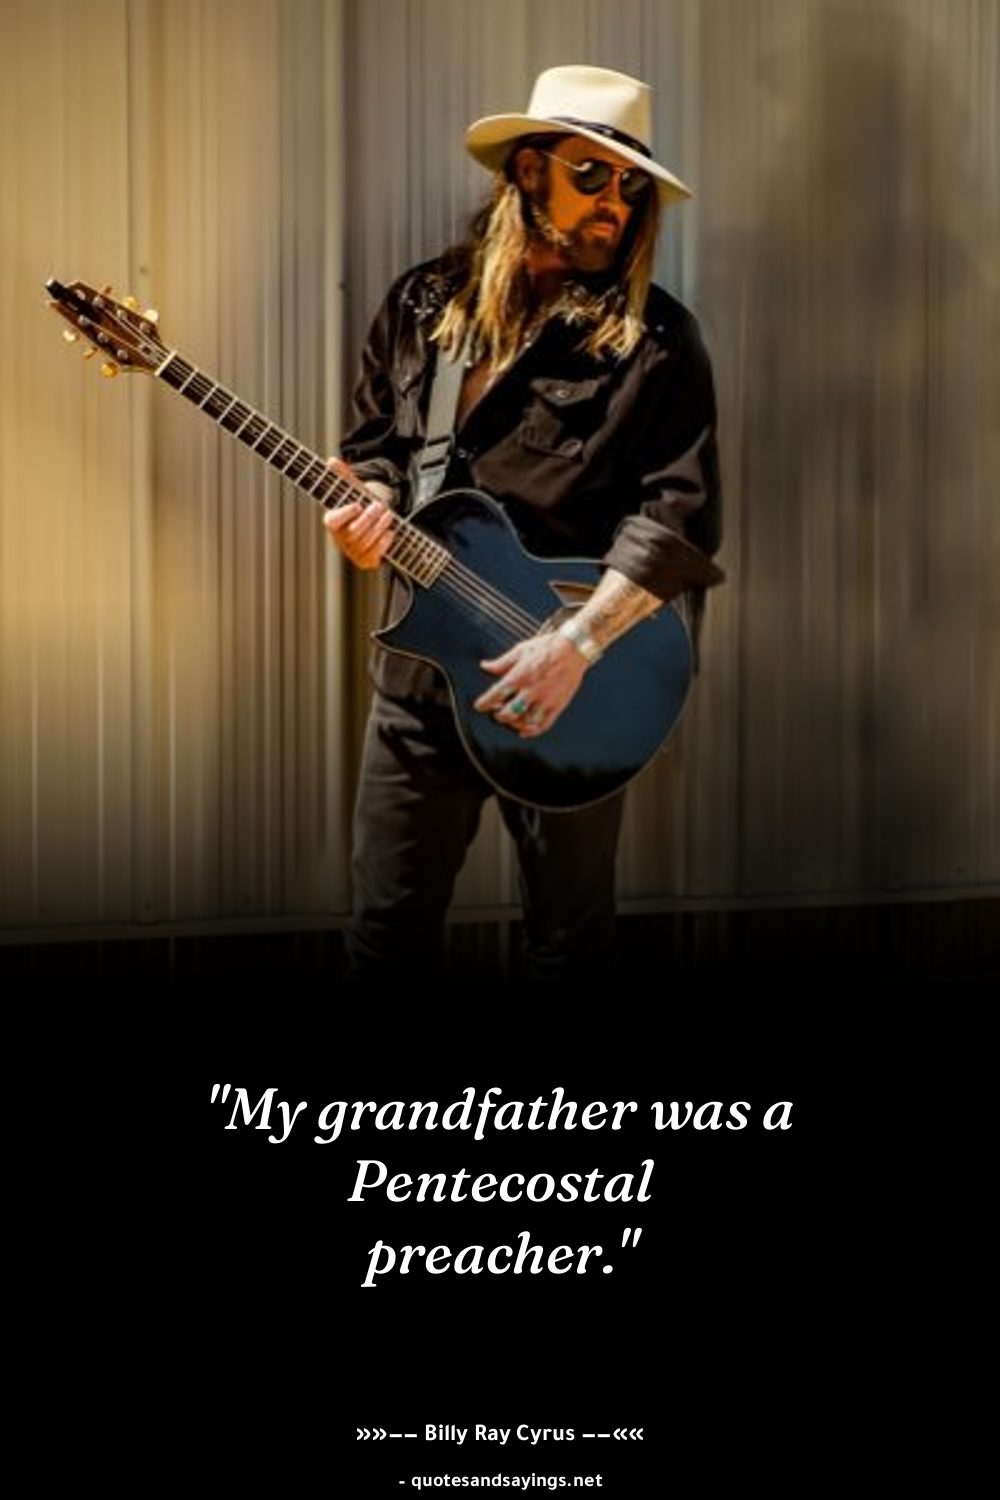 "My grandfather was a
Pentecostal
preacher."
»»–– Billy Ray Cyrus ––««
- quotesandsayings.net